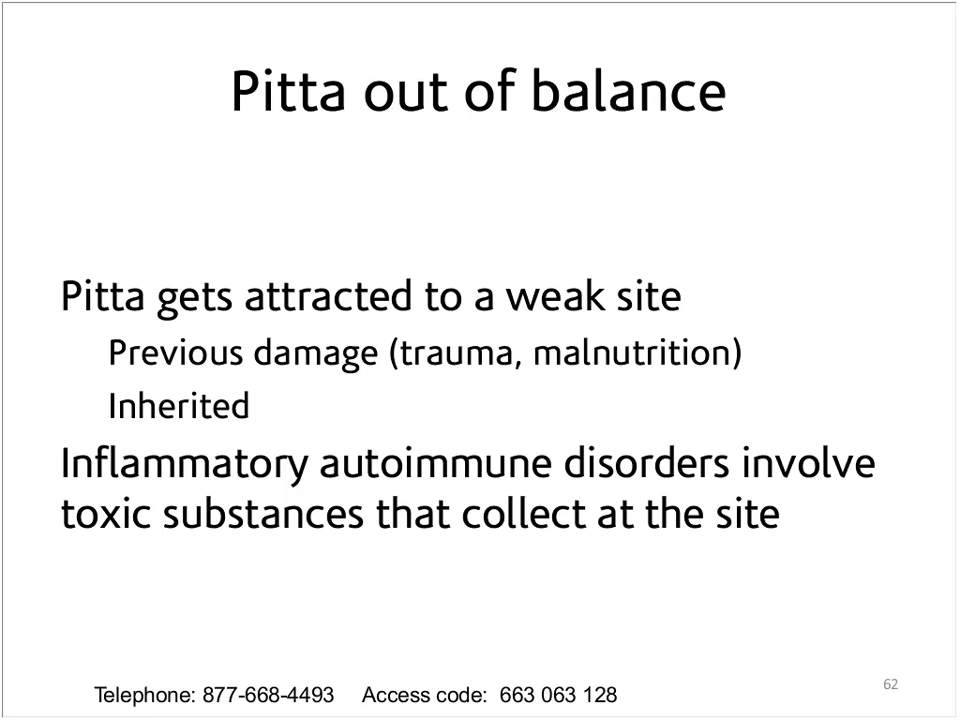 Pitta out of balance
Pitta gets attracted to a weak site
Previous damage (trauma, malnutrition)
Inherited
Inflammatory autoimmune disorders involve
toxic substances that collect at the site
Telephone: 877-668-4493 Access code: 663 063 128
62